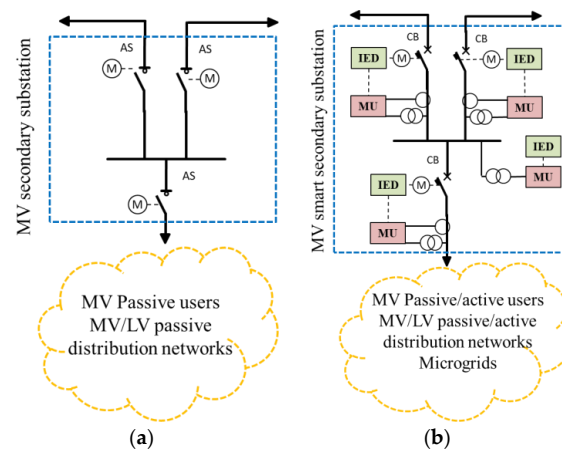 MV secondary substation
AS
AS
M
M
AS
M
MV Passive users
MV/LV passive
distribution networks
(a)
MV smart secondary substation
CB
CB
IED
M
M
IED
MU
MU
IED
CB
MU
IED
M
MU
MV Passive/active users
MV/LV passive/active
distribution networks
Microgrids
(b)